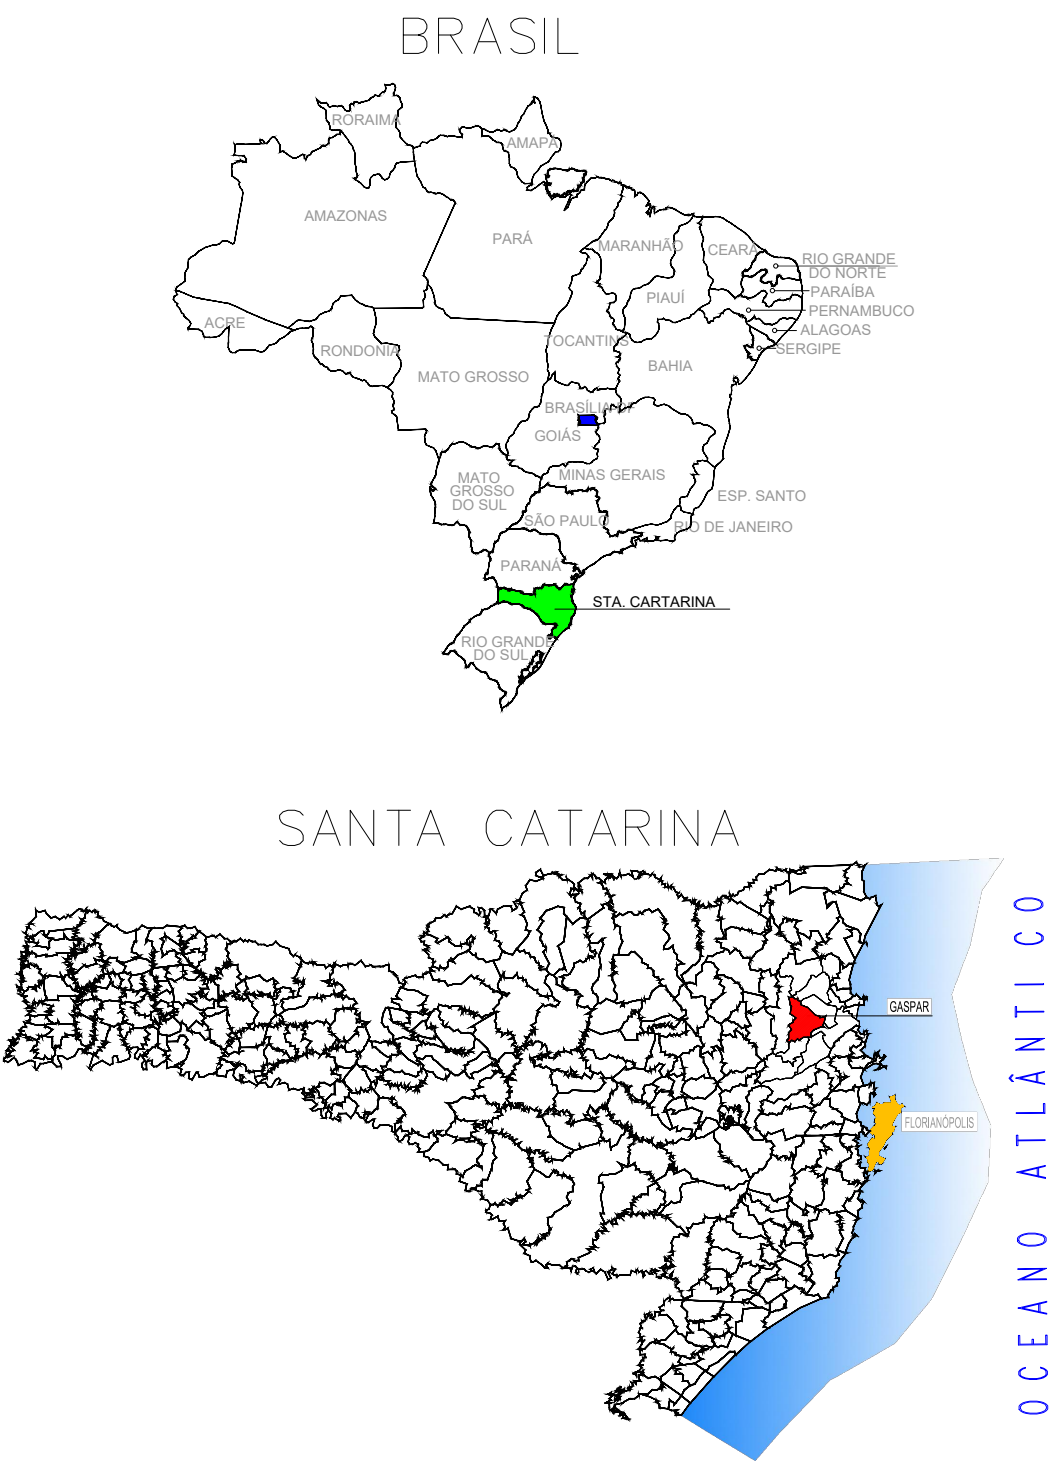 BRASIL
RORAIMA
AMAPÁ
AMAZONAS
PARÁ
MARANHÃO
CEARÁ
RIO GRANDE
DO NORTE
PARAÍBA
PIAUÍ
PERNAMBUCO
ACRE
ALAGOAS
RONDONIA
TOCANTINS
SERGIPE
MATO GROSSO
BAHIA
BRASÍLIA-DF
GOIÁS
MATO
GROSSO
DO SUL
MINAS GERAIS
ESP. SANTO
SÃO PAULO
RIO DE JANEIRO
PARANÁ
STA. CARTARINA
RIO GRANDE
DO SUL
SANTA CATARINA
GASPAR
FLORIANÓPOLIS
OCEANO ATLÂNTICO